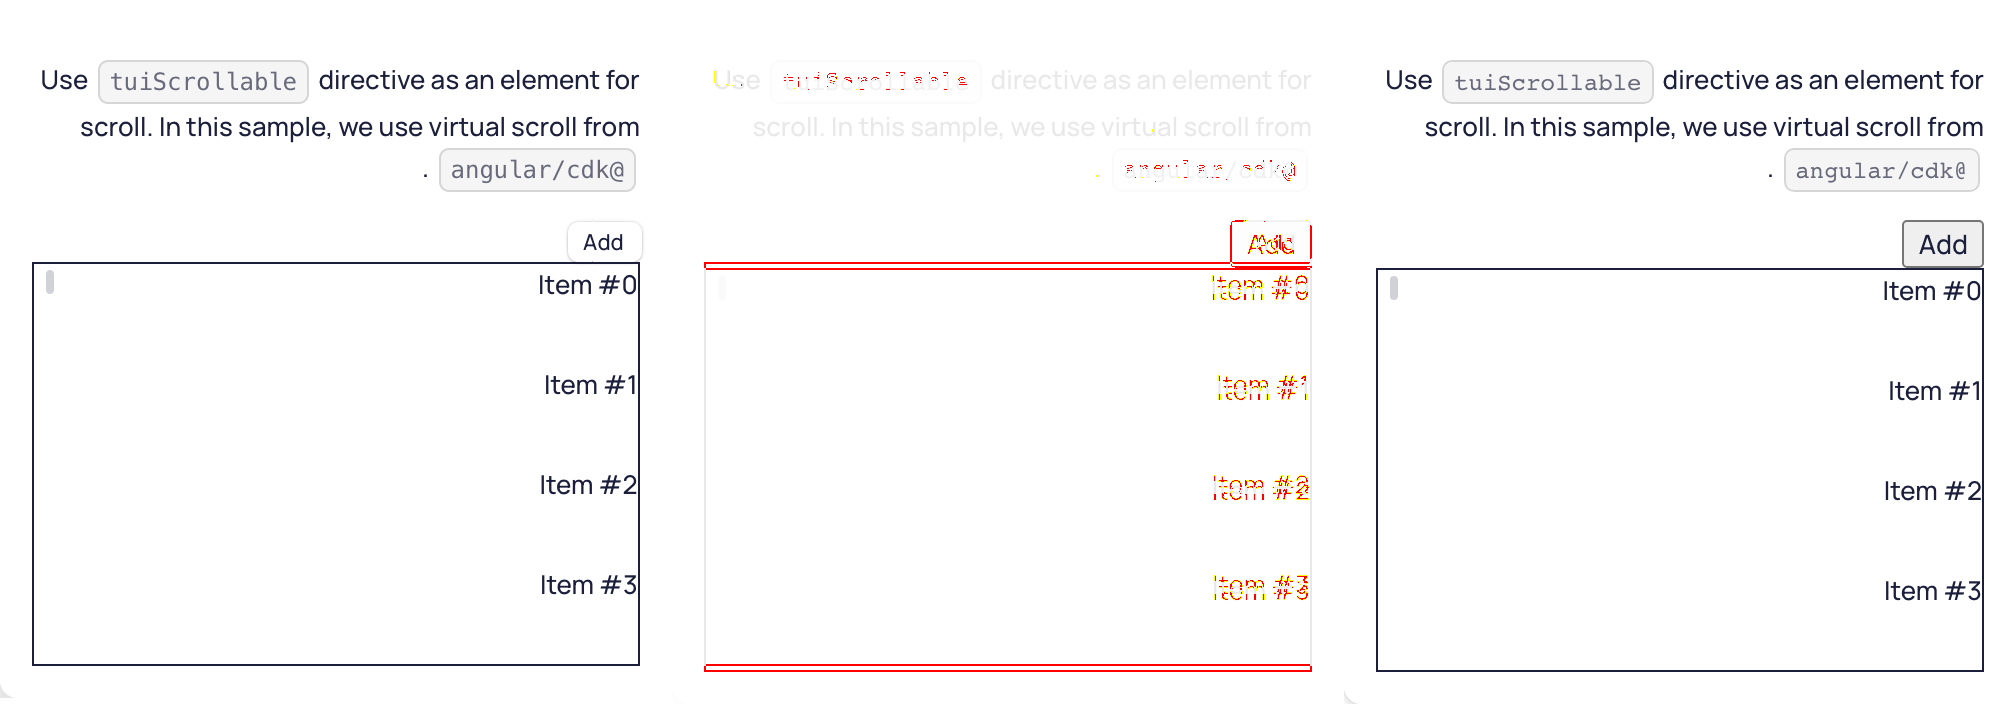 Use tuiScrollable directive as an element for
scroll. In this sample, we use virtual scroll from
. angular/cdk@
Add
Item #0
Item #1
Item #2
Item #3
Use tuiScrollable directive as an element for
scroll. In this sample, we use virtual scroll from
. angular/cdk@
Add
Item #0
Item #1
Item #2
Item #3
Use tuiScrollable directive as an element for
scroll. In this sample, we use virtual scroll from
. angular/cdk@
Add
Item #0
Item #1
Item #2
Item #3